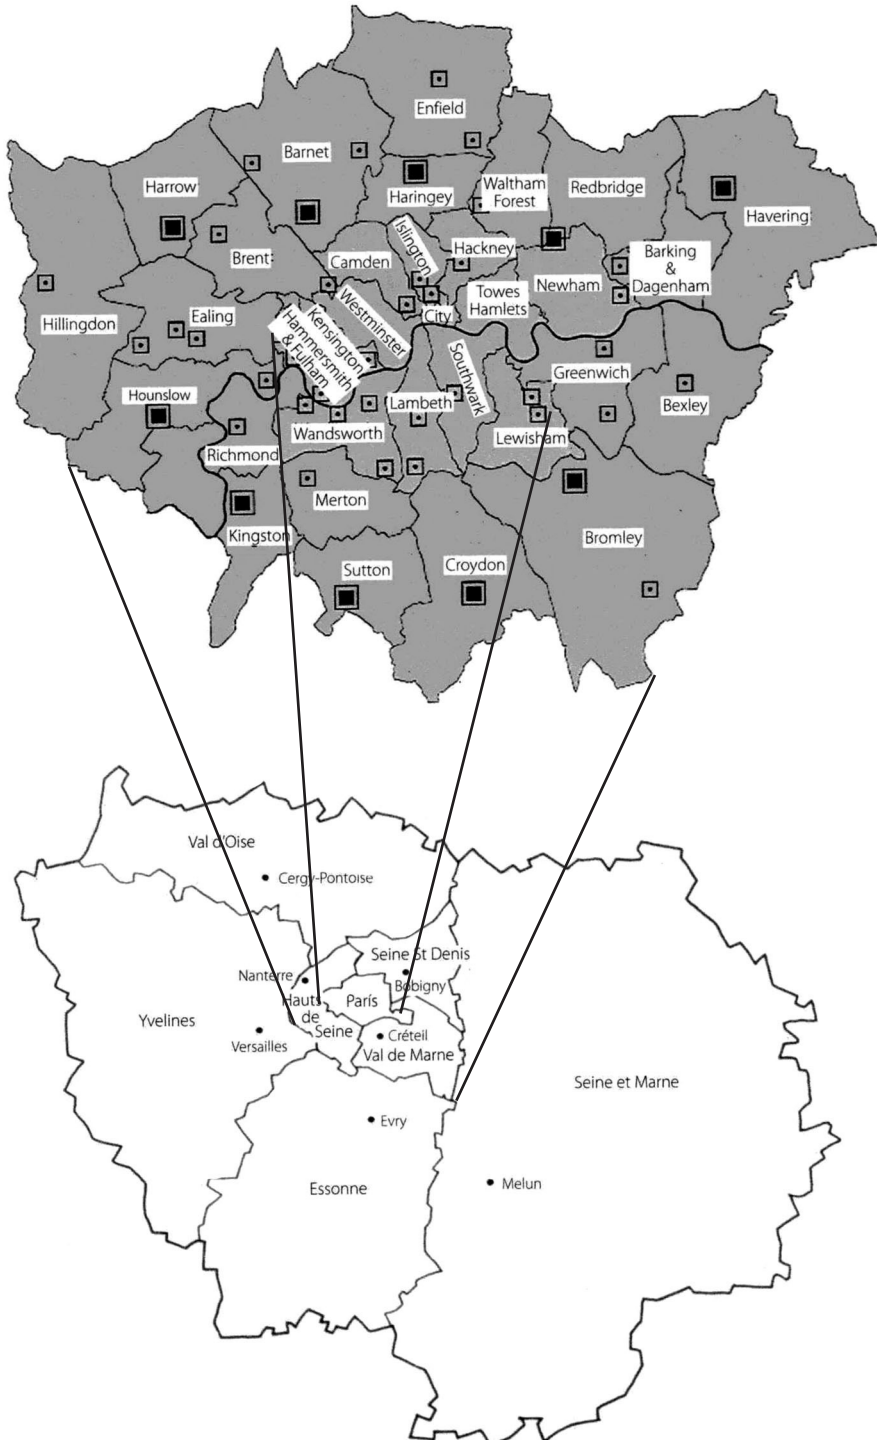 Enfield
Barnet
Harrow
Haringey
Waltham
Forest
Redbridge
Havering
Islington
Hackney
Brent
Camden
Barking
&
Dagenham
Newham
Towes
Hamlets
Westminster
City
Hillingdon
Ealing
Kensington
Hammersmith
& Fulham
Southwark
Greenwich
Hounslow
Bexley
Lambeth
Wandsworth
Lewisham
Richmond
Merton
Kingston
Bromley
Sutton
Croydon
Val d'Oise
Cergy-Pontoise
Seine St Denis
Nanterre
Bobigny
Hauts
de
Seine
París
Yvelines
Versailles
Créteil
Val de Marne
Seine et Marne
Evry
Essonne
Melun